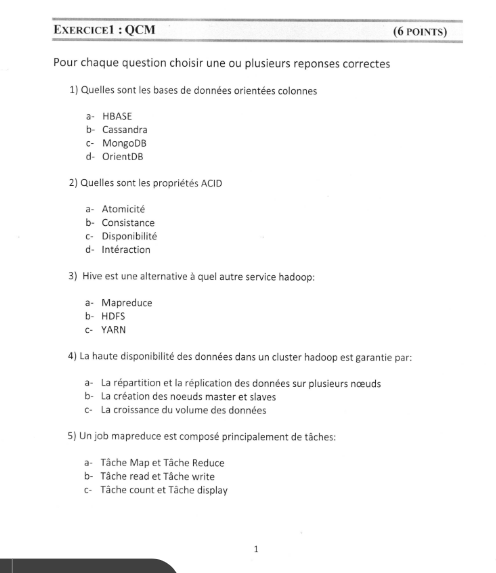 EXERCICE1 : QCM (6 POINTS)
Pour chaque question choisir une ou plusieurs reponses correctes
1) Quelles sont les bases de données orientées colonnes
a- HBASE
b- Cassandra
c- MongoDB
d- OrientDB
2) Quelles sont les propriétés ACID
a- Atomicité
b- Consistance
c- Disponibilité
d- Intéraction
3) Hive est une alternative à quel autre service hadoop:
a- Mapreduce
b- HDFS
c- YARN
4) La haute disponibilité des données dans un cluster hadoop est garantie par:
a- La répartition et la réplication des données sur plusieurs nœuds
b- La création des noeuds master et slaves
c- La croissance du volume des données
5) Un job mapreduce est composé principalement de tâches:
a- Tâche Map et Tâche Reduce
b- Tâche read et Tâche write
c- Tâche count et Tâche display
1